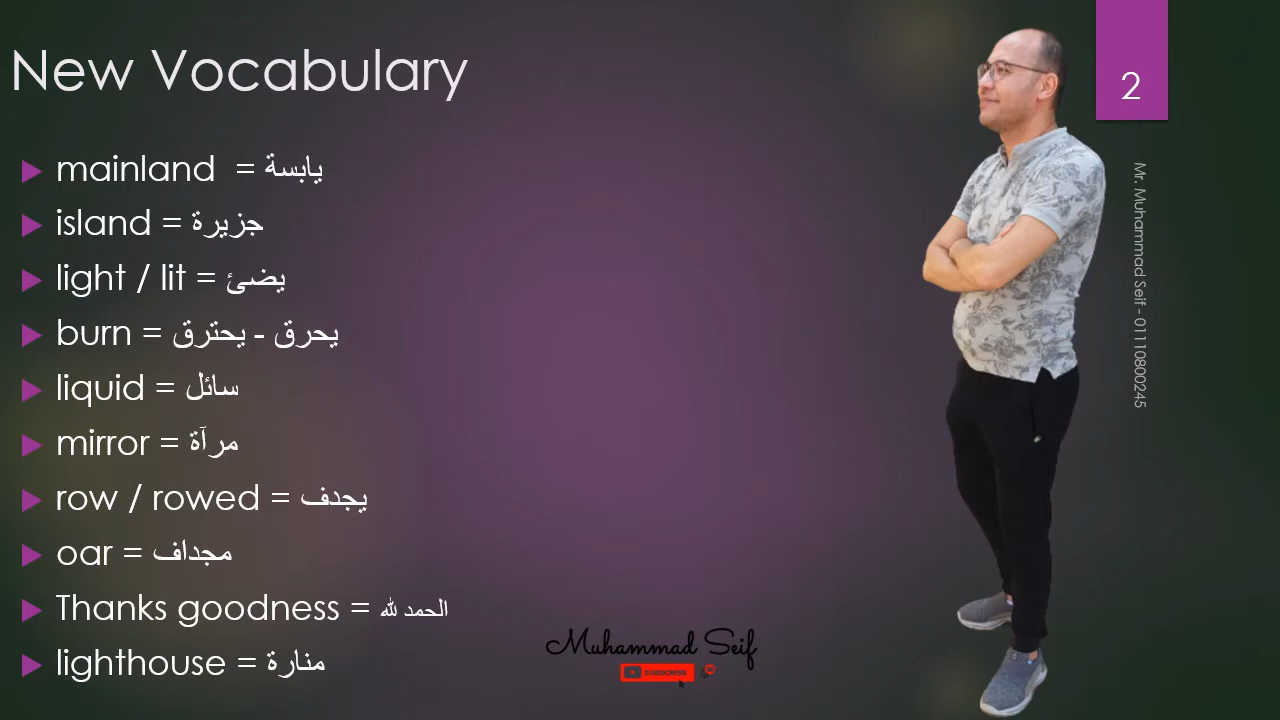 New Vocabulary
2
mainland = يابسة
island = جزيرة
light / lit = يضئ
burn = يحرق - يحترق
liquid = سائل
mirror = مرآة
row / rowed = يجدف
oar = مجداف
Thanks goodness = الحمد لله
lighthouse = منارة
Mr. Muhammad Seif - 01110800245
Muhammad Seif
SUBSCRIBE